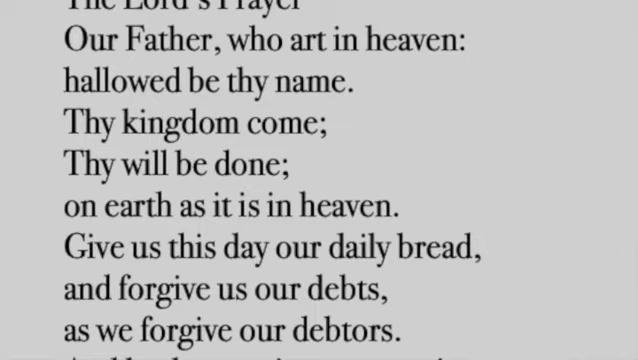 The Lord's Prayer
Our Father, who art in heaven:
hallowed be thy name.
Thy kingdom come;
Thy will be done;
on earth as it is in heaven.
Give us this day our daily bread,
and forgive us our debts,
as we forgive our debtors.